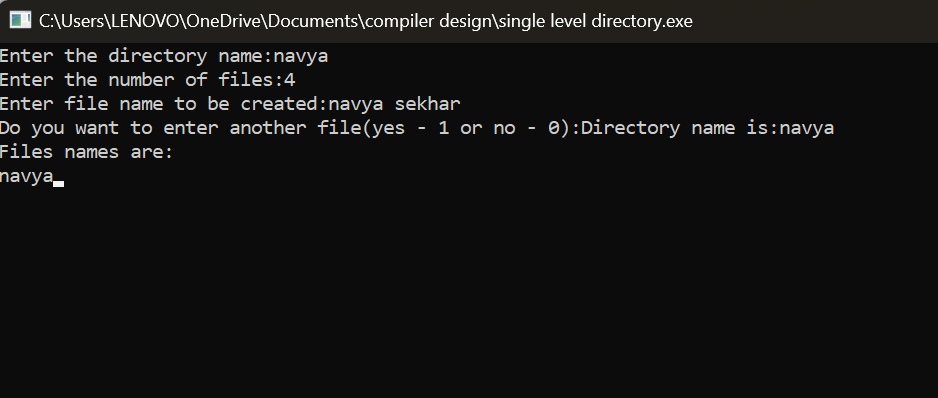 C:\Users\LENOVO\OneDrive\Documents\compiler design\single level directory.exe
Enter the directory name:navya
Enter the number of files:4
Enter file name to be created:navya sekhar
Do you want to enter another file(yes - 1 or no - 0):Directory name is:navya
Files names are:
navya